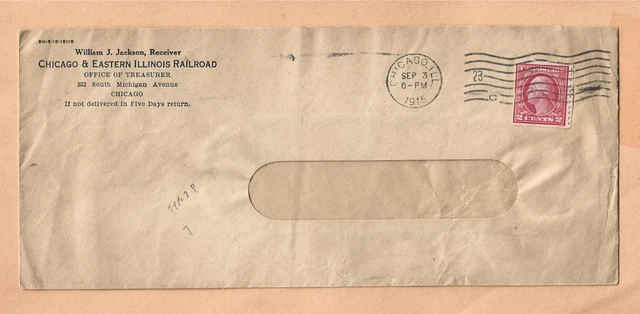 William J. Jackson, Receiver
CHICAGO & EASTERN ILLINOIS RAILROAD
OFFICE OF TREASURER
332 South Michigan Avenue
CHICAGO
If not delivered in Five Days return.
CHICAGO, ILL.
SEP 3
6-PM
1915
23
C
2 CENTS 2